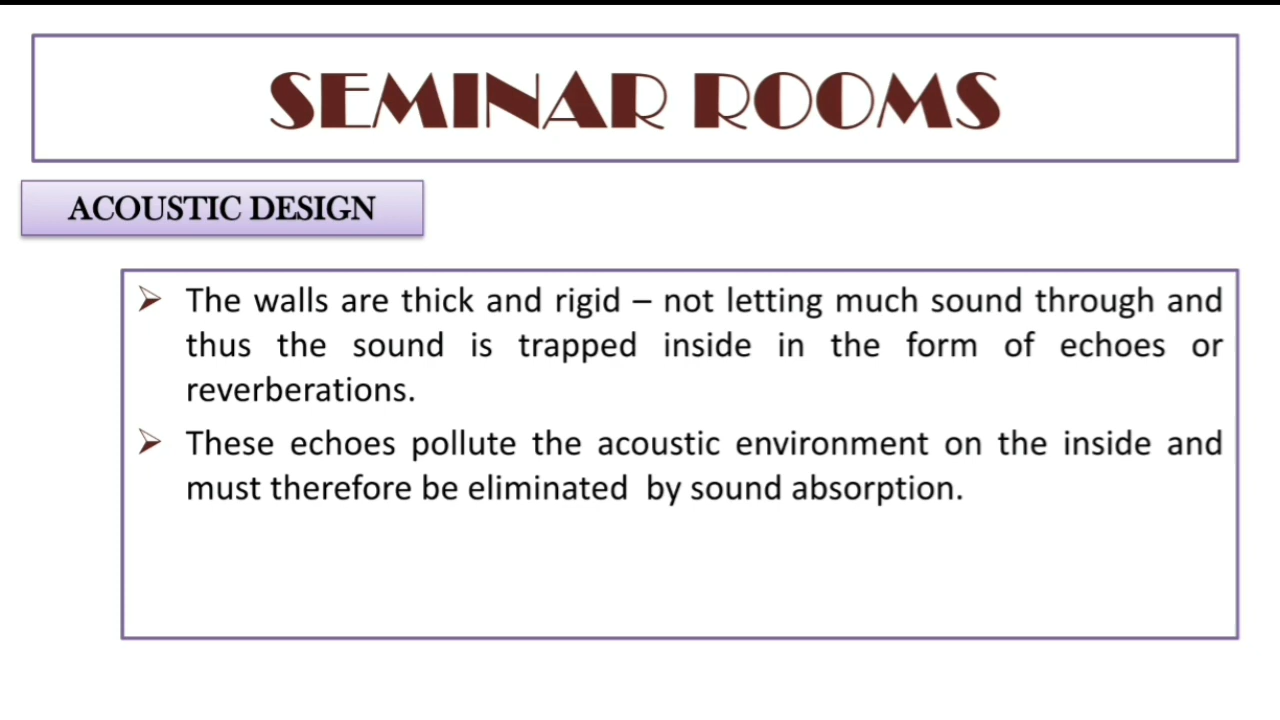 SEMINAR ROOMS
ACOUSTIC DESIGN
The walls are thick and rigid – not letting much sound through and
thus the sound is trapped inside in the form of echoes or
reverberations.
These echoes pollute the acoustic environment on the inside and
must therefore be eliminated  by sound absorption.